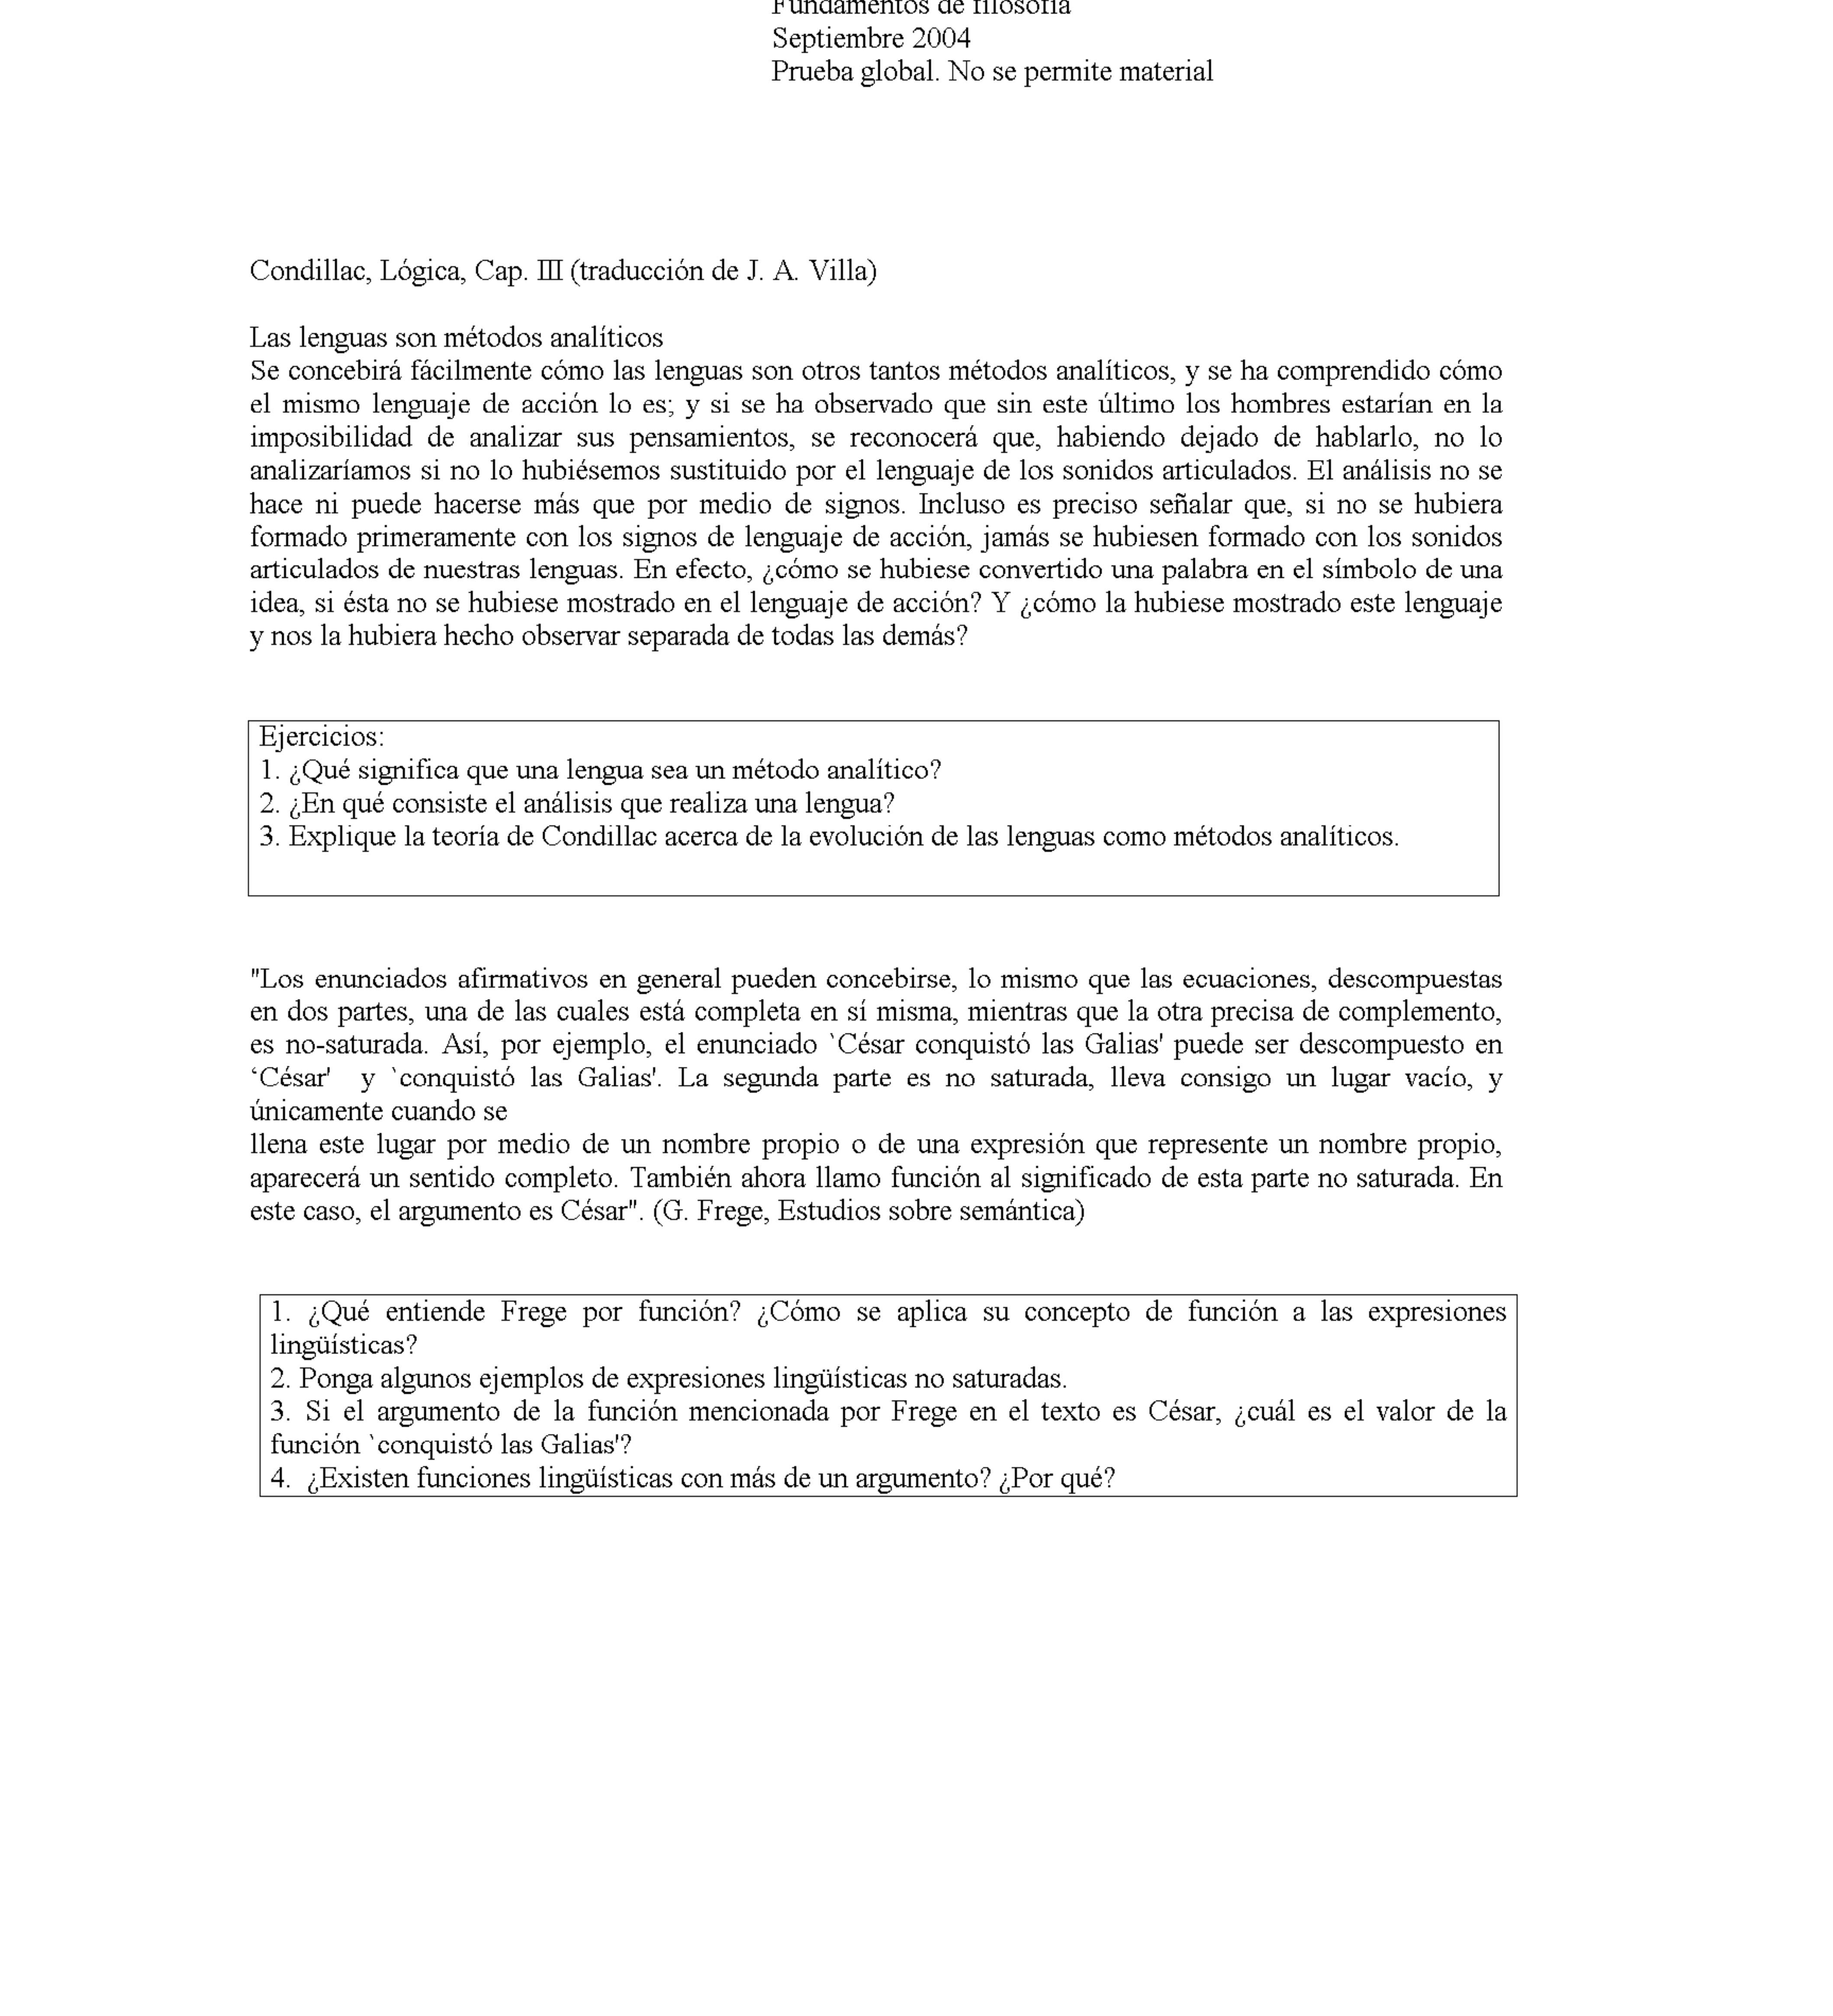 Fundamentos de filosofía
Septiembre 2004
Prueba global. No se permite material
Condillac, Lógica, Cap. III (traducción de J. A. Villa)
Las lenguas son métodos analíticos
Se concebirá fácilmente cómo las lenguas son otros tantos métodos analíticos, y se ha comprendido cómo
el mismo lenguaje de acción lo es; y si se ha observado que sin este último los hombres estarían en la
imposibilidad de analizar sus pensamientos, se reconocerá que, habiendo dejado de hablarlo, no lo
analizaríamos si no lo hubiésemos sustituido por el lenguaje de los sonidos articulados. El análisis no se
hace ni puede hacerse más que por medio de signos. Incluso es preciso señalar que, si no se hubiera
formado primeramente con los signos de lenguaje de acción, jamás se hubiesen formado con los sonidos
articulados de nuestras lenguas. En efecto, ¿cómo se hubiese convertido una palabra en el símbolo de una
idea, si ésta no se hubiese mostrado en el lenguaje de acción? Y ¿cómo la hubiese mostrado este lenguaje
y nos la hubiera hecho observar separada de todas las demás?
Ejercicios:
1. ¿Qué significa que una lengua sea un método analítico?
2. ¿En qué consiste el análisis que realiza una lengua?
3. Explique la teoría de Condillac acerca de la evolución de las lenguas como métodos analíticos.
"Los enunciados afirmativos en general pueden concebirse, lo mismo que las ecuaciones, descompuestas
en dos partes, una de las cuales está completa en sí misma, mientras que la otra precisa de complemento,
es no-saturada. Así, por ejemplo, el enunciado `César conquistó las Galias' puede ser descompuesto en
‘César' y `conquistó las Galias'. La segunda parte es no saturada, lleva consigo un lugar vacío, y
únicamente cuando se
llena este lugar por medio de un nombre propio o de una expresión que represente un nombre propio,
aparecerá un sentido completo. También ahora llamo función al significado de esta parte no saturada. En
este caso, el argumento es César". (G. Frege, Estudios sobre semántica)
1. ¿Qué entiende Frege por función? ¿Cómo se aplica su concepto de función a las expresiones
lingüísticas?
2. Ponga algunos ejemplos de expresiones lingüísticas no saturadas.
3. Si el argumento de la función mencionada por Frege en el texto es César, ¿cuál es el valor de la
función `conquistó las Galias'?
4. ¿Existen funciones lingüísticas con más de un argumento? ¿Por qué?